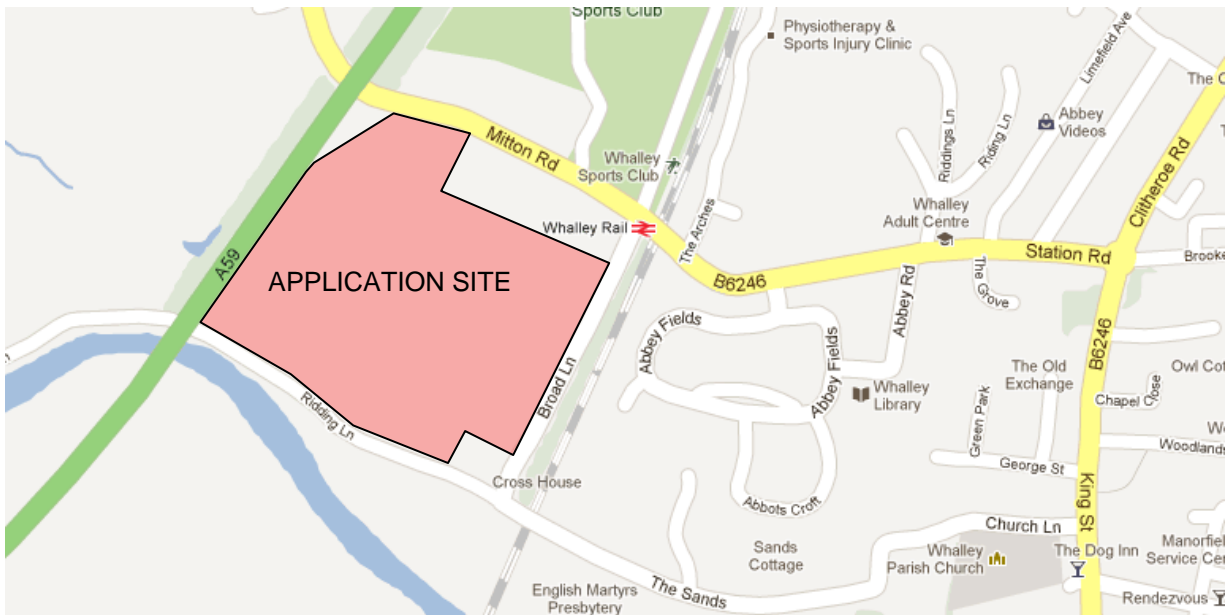 Sports Club
Physiotherapy &
Sports Injury Clinic
Limefield Ave
Abbey
Videos
Riddings Ln
Riding Ln
Clitheroe Rd
Mitton Rd
Whalley
Sports Club
Whalley Rail
The Arches
Whalley
Adult Centre
Station Rd
Brooke
A59
APPLICATION SITE
B6246
The Grove
Abbey Rd
Abbey Fields
Abbey Fields
B6246
The Old
Exchange
Owl Cot
Whalley
Library
Green Park
Chapel Close
Broad Ln
Ridding Ln
George St
Woodlands
Cross House
Abbots Croft
King St
Church Ln
Sands
Cottage
Whalley
Parish Church
The Dog Inn
Manorfield
Service Cen
English Martyrs
Presbytery
The Sands
Rendezvous